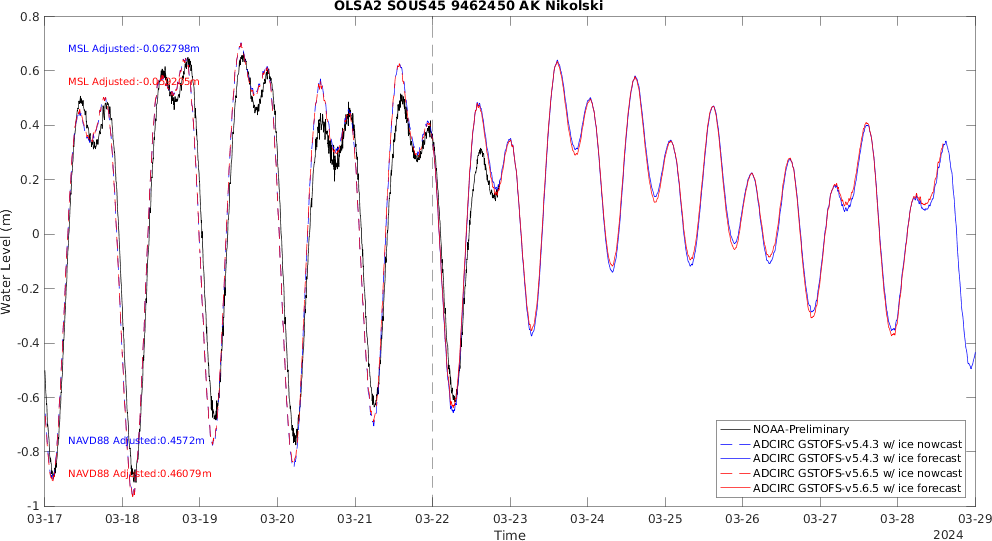 OLSA2 SOUS45 9462450 AK Nikolski
0.8
0.6
0.4
0.2
0
-0.2
-0.4
-0.6
-0.8
-1
Water Level (m)
MSL Adjusted:-0.062798m
MSL Adjusted:
NAVD88 Adjusted:0.4572m
NAVD88 Adjusted:0.46079m
NOAA-Preliminary
ADCIRC GSTOFS-v5.4.3 w/ ice nowcast
ADCIRC GSTOFS-v5.4.3 w/ ice forecast
ADCIRC GSTOFS-v5.6.5 w/ ice nowcast
ADCIRC GSTOFS-v5.6.5 w/ ice forecast
03-17 03-18 03-19 03-20 03-21 03-22 03-23 03-24 03-25 03-26 03-27 03-28 03-29
Time
2024